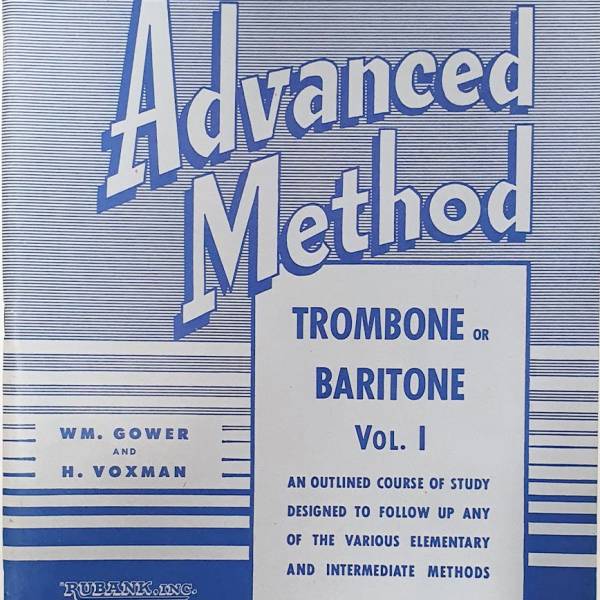 Advanced
Method
TROMBONE OR
BARITONE
VOL. I
WM. GOWER
AND
H. VOXMAN
AN OUTLINED COURSE OF STUDY
DESIGNED TO FOLLOW UP ANY
OF THE VARIOUS ELEMENTARY
AND INTERMEDIATE METHODS
RUBANK, INC.